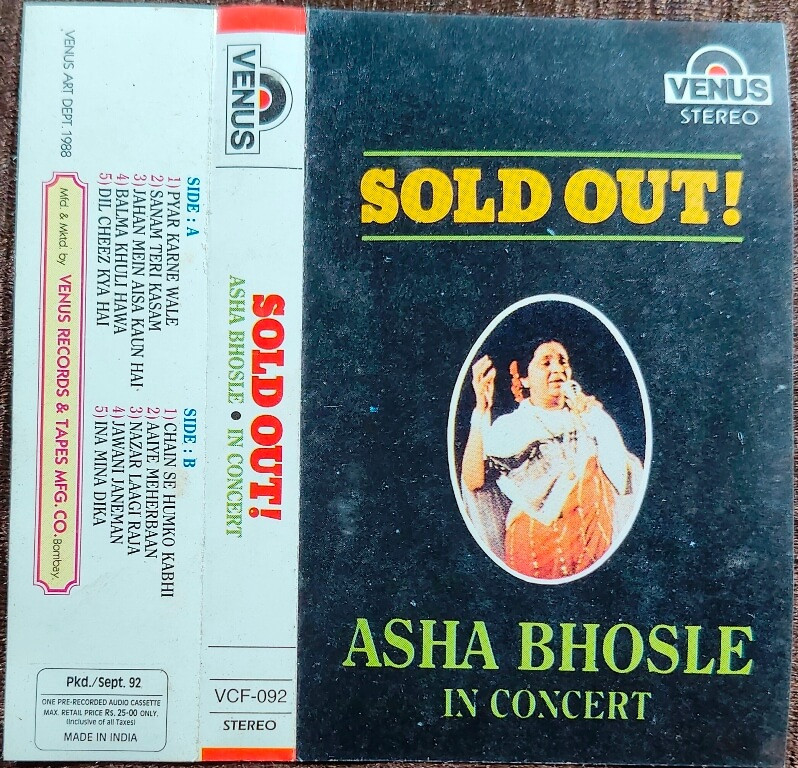 VENUS
STEREO
SOLD OUT!
ASHA BHOSLE
IN CONCERT
VENUS
SOLD OUT!
ASHA BHOSLE • IN CONCERT
VCF-092
STEREO
SIDE : A
1) PYAR KARNE WALE
2) SANAM TERI KASAM
3) JAHAN MEIN AISA KAUN HAI
4) BALMA KHULI HAWA
5) DIL CHEEZ KYA HAI
SIDE : B
1) CHAIN SE HUMKO KABHI
2) AAIYE MEHERBAAN
3) NAZAR LAAGI RAJA
4) JAWANI JANEMAN
5) INA MINA DIKA
Mfd. & Mktd. by VENUS RECORDS & TAPES MFG. CO. Bombay.
VENUS ART DEPT. 1988
Pkd./Sept. 92
ONE PRE-RECORDED AUDIO CASSETTE
MAX. RETAIL PRICE Rs. 25-00 ONLY.
(Inclusive of all Taxes)
MADE IN INDIA